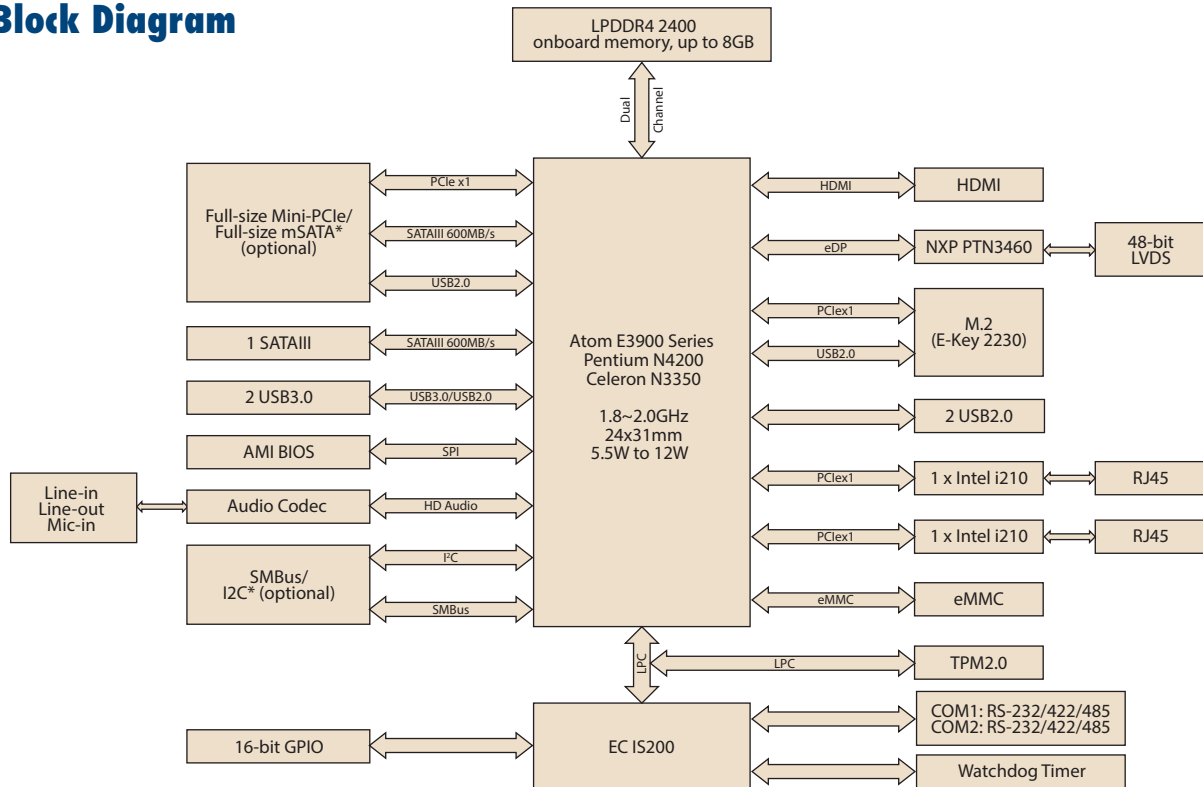 Block Diagram
LPDDR4 2400
onboard memory, up to 8GB
Dual
Channel
Full-size Mini-PCIe/
Full-size mSATA*
(optional)
PCIe x1
SATAIII 600MB/s
USB2.0
1 SATAIII
SATAIII 600MB/s
2 USB3.0
USB3.0/USB2.0
AMI BIOS
SPI
Line-in
Line-out
Mic-in
Audio Codec
HD Audio
SMBus/
I2C* (optional)
I²C
SMBus
Atom E3900 Series
Pentium N4200
Celeron N3350
1.8~2.0GHz
24x31mm
5.5W to 12W
HDMI
HDMI
eDP
NXP PTN3460
48-bit
LVDS
PCIex1
USB2.0
M.2
(E-Key 2230)
2 USB2.0
PCIex1
1 x Intel i210
RJ45
PCIex1
1 x Intel i210
RJ45
eMMC
eMMC
LPC
LPC
TPM2.0
16-bit GPIO
EC IS200
COM1: RS-232/422/485
COM2: RS-232/422/485
Watchdog Timer